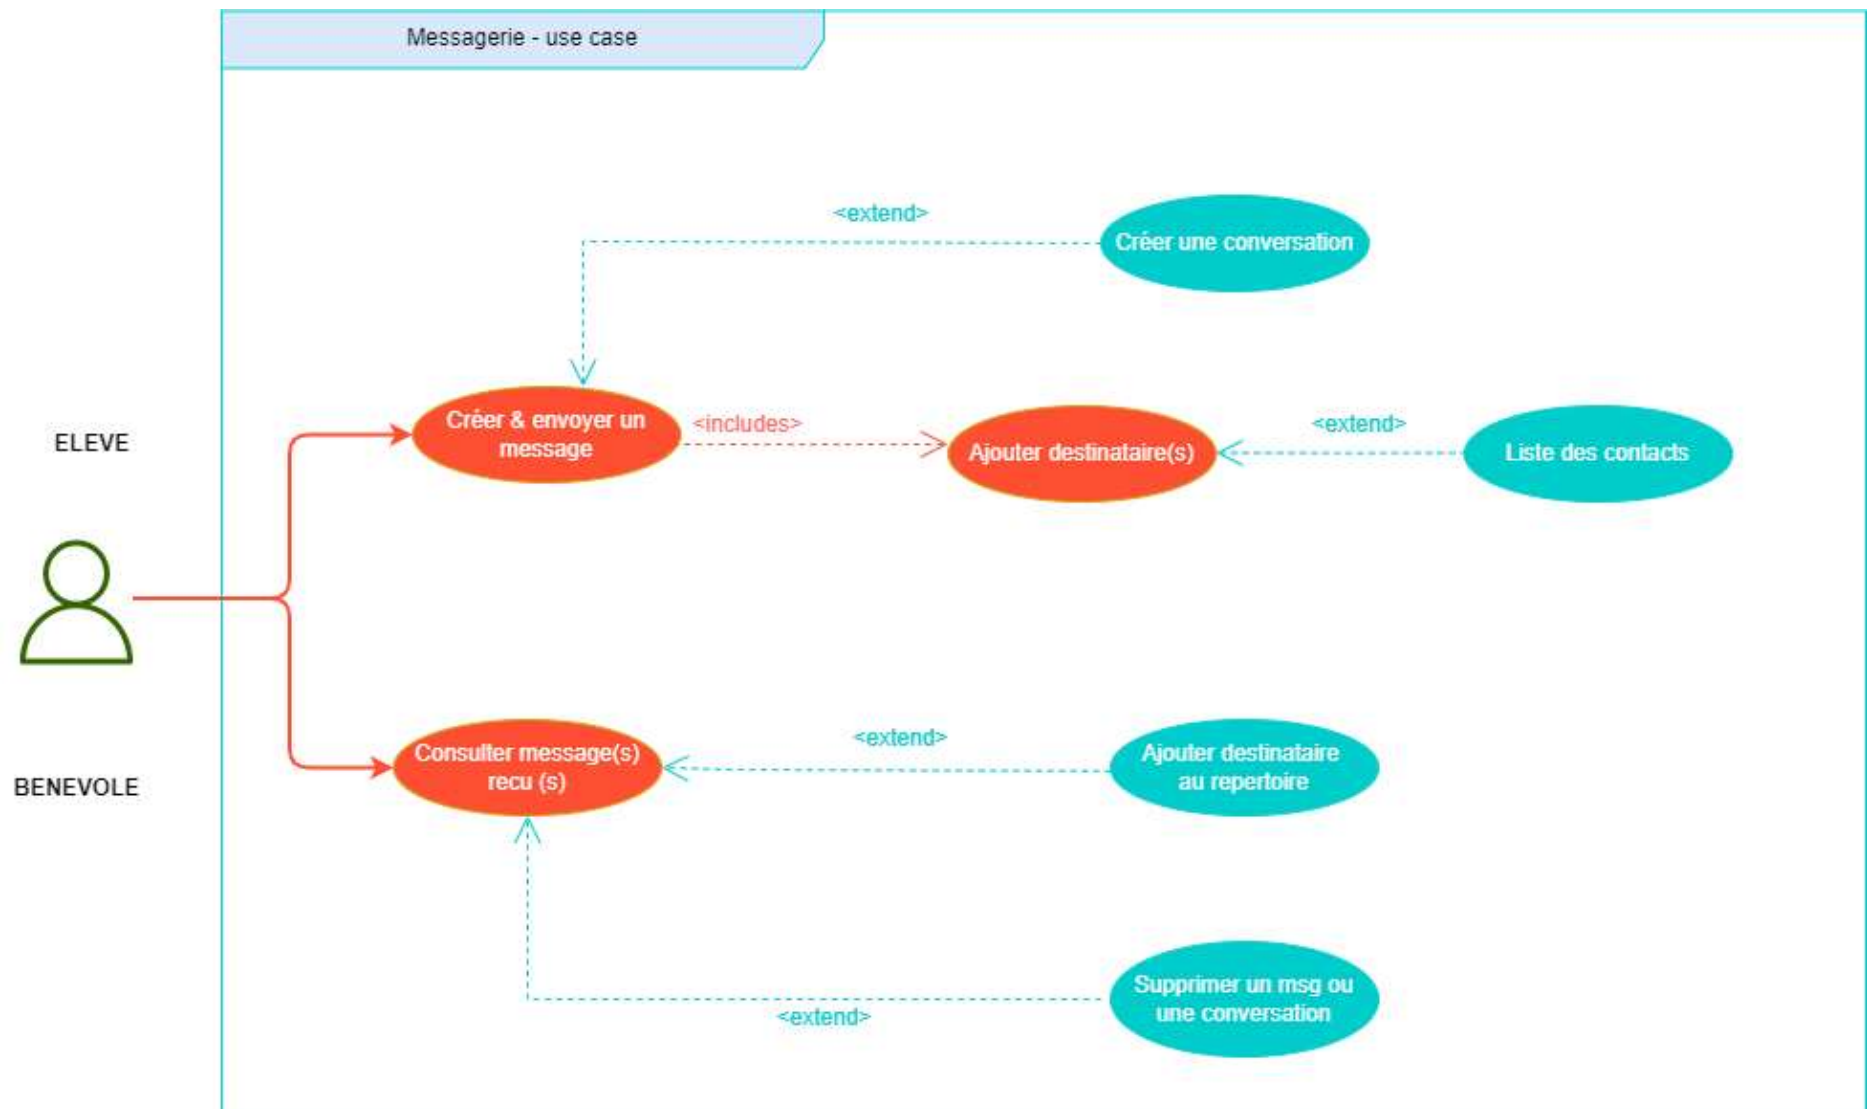 Messagerie - use case
<extend>
Créer une conversation
ELEVE
Créer & envoyer un
message
<includes>
Ajouter destinataire(s)
<extend>
Liste des contacts
BENEVOLE
Consulter message(s)
recu (s)
<extend>
Ajouter destinataire
au repertoire
<extend>
Supprimer un msg ou
une conversation